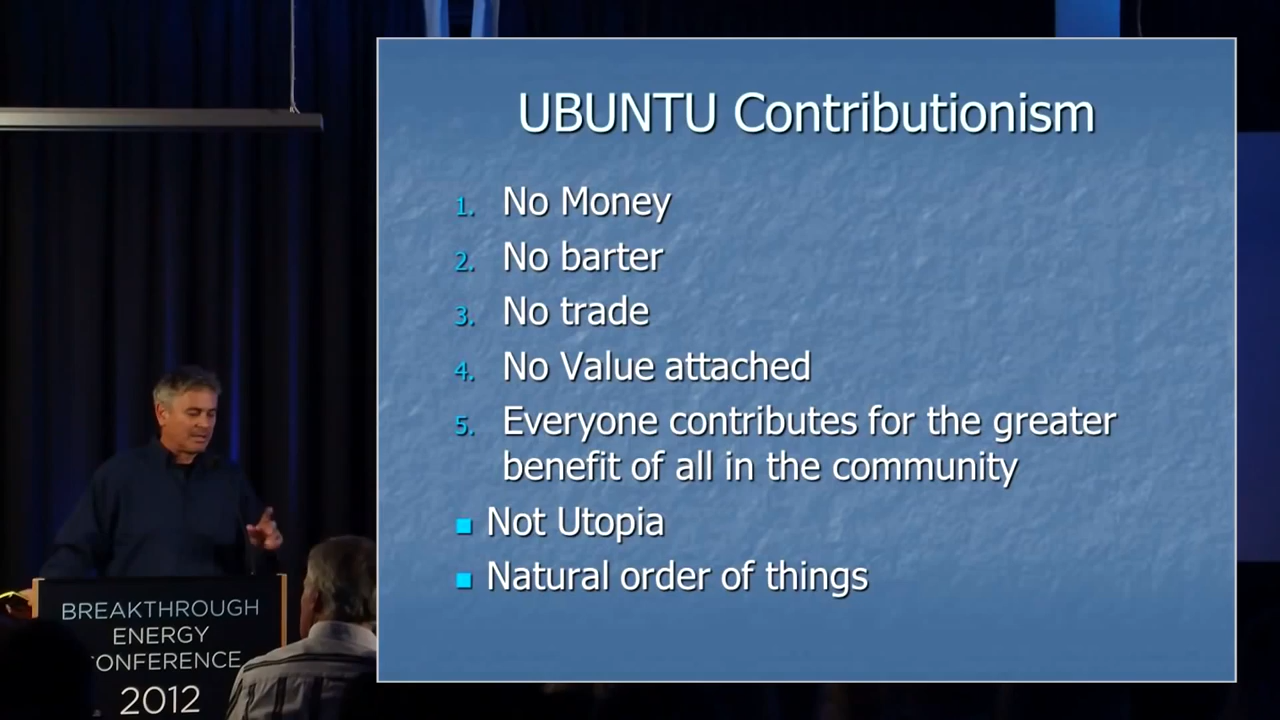 UBUNTU Contributionism
1. No Money
2. No barter
3. No trade
4. No Value attached
5. Everyone contributes for the greater
benefit of all in the community
Not Utopia
Natural order of things
BREAKTHROUGH
ENERGY
CONFERENCE
2012